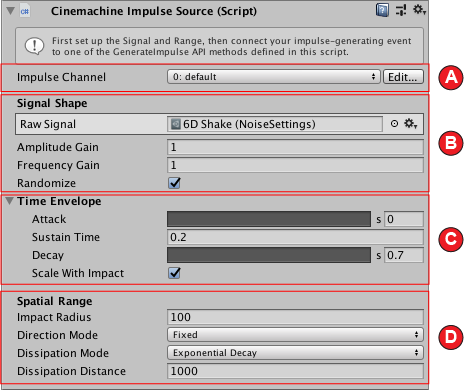 Cinemachine Impulse Source (Script)
First set up the Signal and Range, then connect your impulse-generating event
to one of the GenerateImpulse API methods defined in this script.
Impulse Channel 0: default Edit... A
Signal Shape
Raw Signal 6D Shake (NoiseSettings)
B
Amplitude Gain 1
Frequency Gain 1
Randomize
Time Envelope
Attack s 0
Sustain Time 0.2 C
Decay s 0.7
Scale With Impact
Spatial Range
Impact Radius 100
Direction Mode Fixed D
Dissipation Mode Exponential Decay
Dissipation Distance 1000